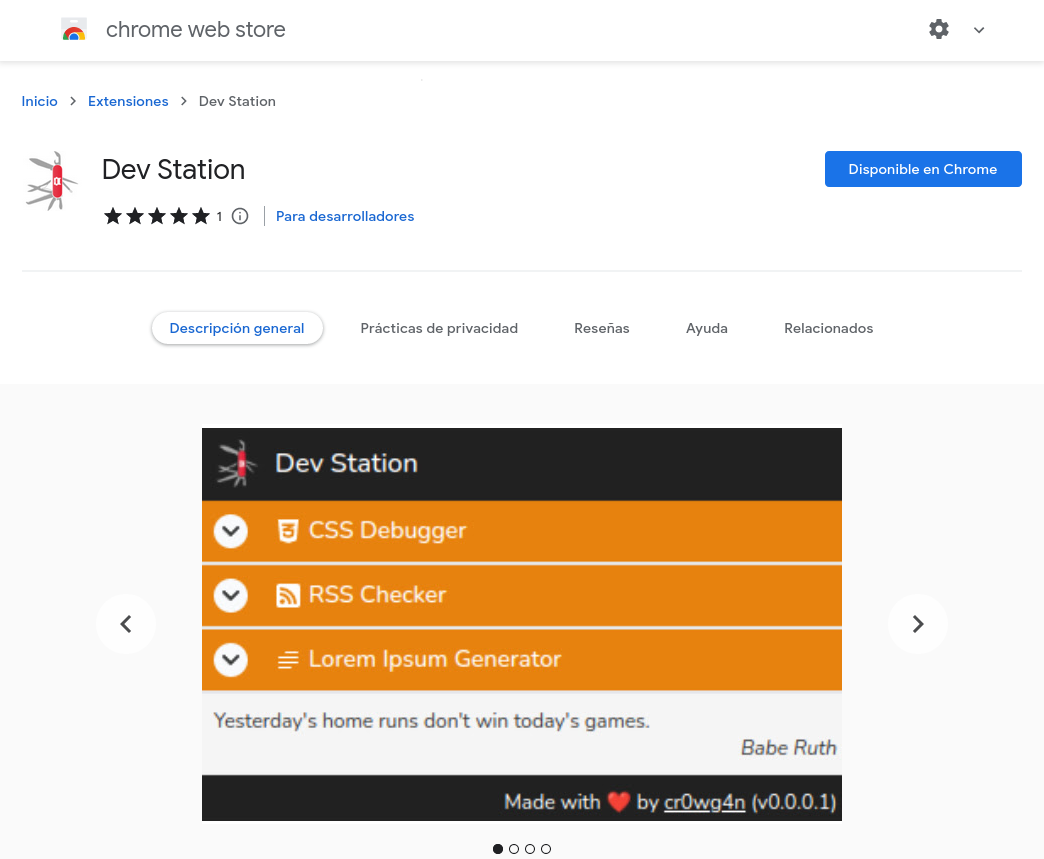 chrome web store
Inicio > Extensiones > Dev Station
Dev Station
Disponible en Chrome
1
Para desarrolladores
Descripción general
Prácticas de privacidad
Reseñas
Ayuda
Relacionados
Dev Station
CSS Debugger
RSS Checker
Lorem Ipsum Generator
Yesterday's home runs don't win today's games.
Babe Ruth
Made with ❤️ by cr0wg4n (v0.0.0.1)